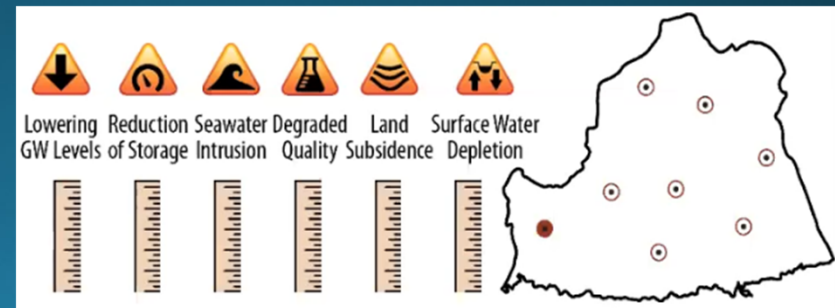 Lowering Reduction Seawater Degraded Land Surface Water
GW Levels of Storage Intrusion Quality Subsidence Depletion